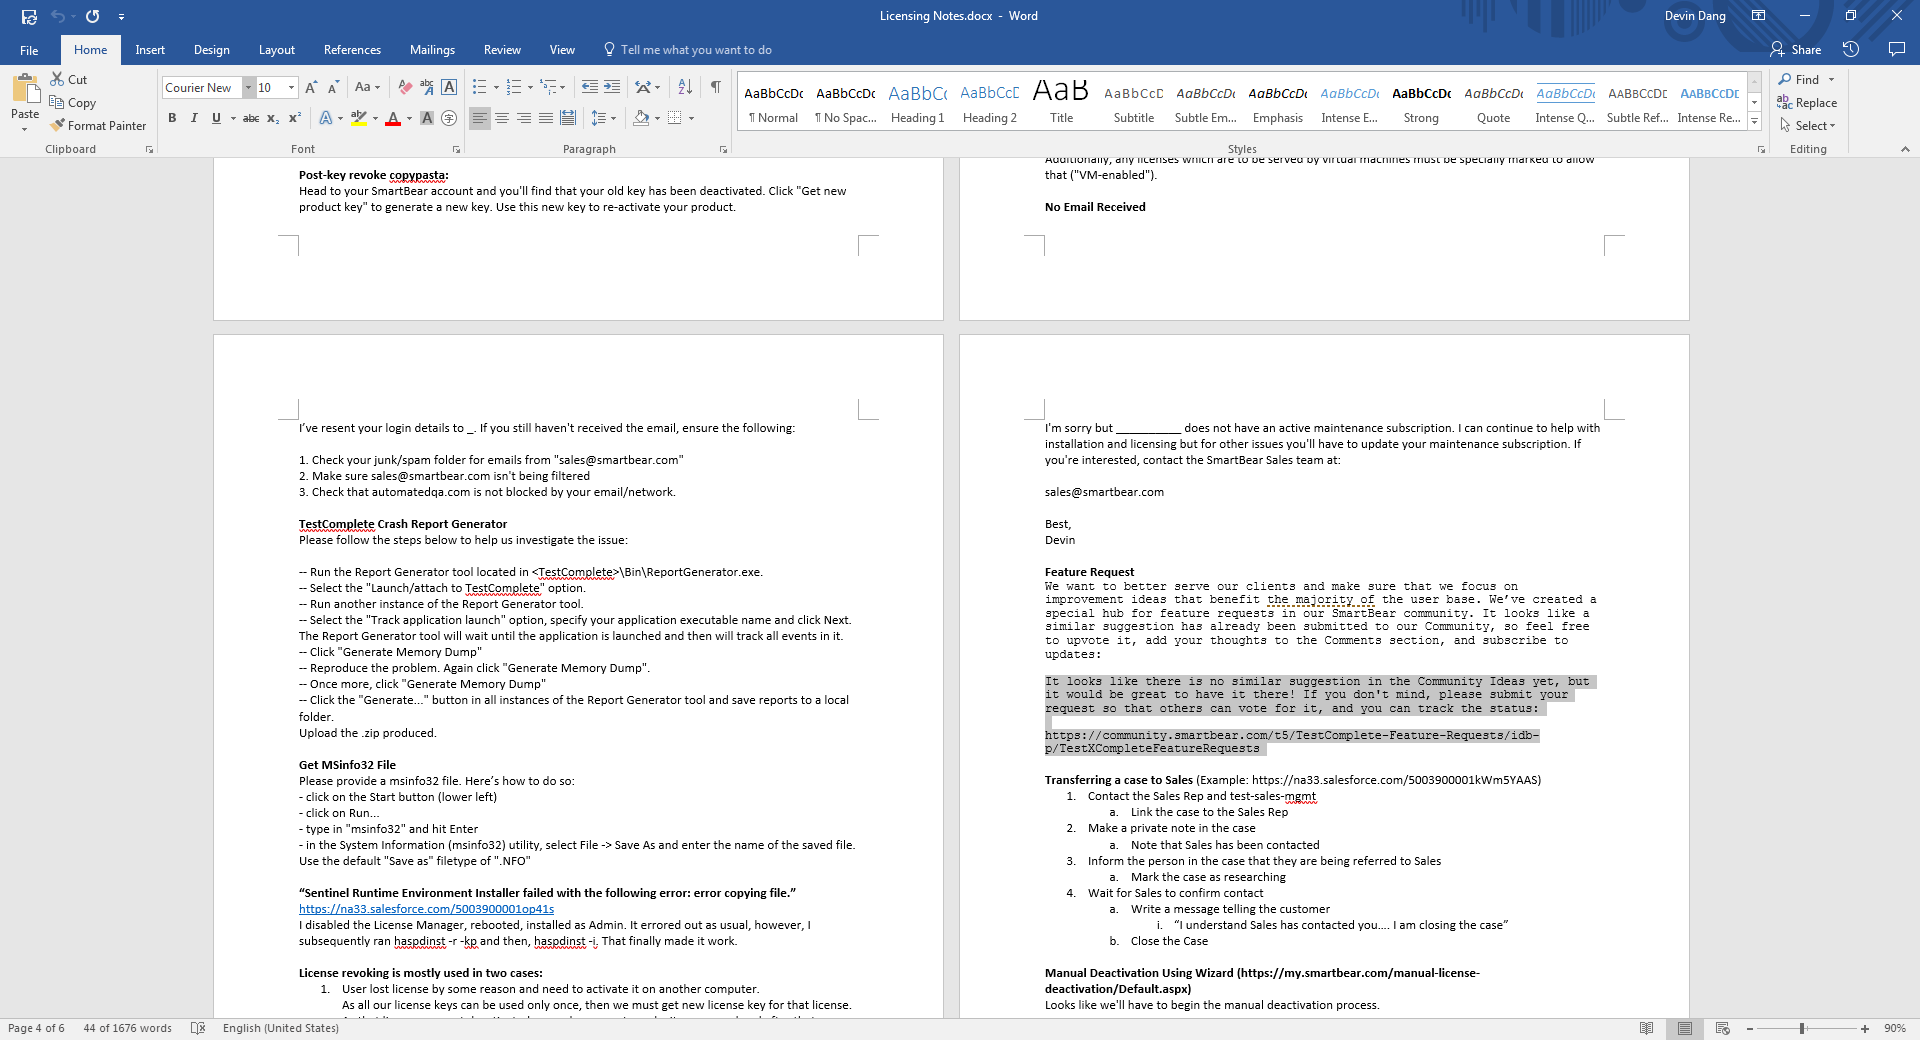 Licensing Notes.docx - Word
Devin Dang
File
Home
Insert
Design
Layout
References
Mailings
Review
View
Tell me what you want to do
Share
Paste
Cut
Copy
Format Painter
Clipboard
Courier New
10
Aa
abc
A
B I U abc X₂ X²
Font
Paragraph
AaBbCcDc
¶ Normal
AaBbCcDc
¶ No Spac...
AaBbCc
Heading 1
AaBbCcD
Heading 2
AaB
Title
AaBbCcD
Subtitle
AaBbCcDc
Subtle Em...
AaBbCcDc
Emphasis
AaBbCcDc
Intense E...
AaBbCcDc
Strong
AaBbCcDc
Quote
AaBbCcDc
Intense Q...
AABBCCDD
Subtle Ref...
AABBCCDD
Intense Re...
Styles
Find
Replace
Select
Editing
Post-key revoke copypasta:
Head to your SmartBear account and you'll find that your old key has been deactivated. Click "Get new
product key" to generate a new key. Use this new key to re-activate your product.
Additionally, any licenses which are to be served by virtual machines must be specially marked to allow
that ("VM-enabled").
No Email Received
I’ve resent your login details to _. If you still haven't received the email, ensure the following:
1. Check your junk/spam folder for emails from "sales@smartbear.com"
2. Make sure sales@smartbear.com isn't being filtered
3. Check that automatedqa.com is not blocked by your email/network.
TestComplete Crash Report Generator
Please follow the steps below to help us investigate the issue:
-- Run the Report Generator tool located in <TestComplete>\Bin\ReportGenerator.exe.
-- Select the "Launch/attach to TestComplete" option.
-- Run another instance of the Report Generator tool.
-- Select the "Track application launch" option, specify your application executable name and click Next.
The Report Generator tool will wait until the application is launched and then will track all events in it.
-- Click "Generate Memory Dump"
-- Reproduce the problem. Again click "Generate Memory Dump".
-- Once more, click "Generate Memory Dump"
-- Click the "Generate..." button in all instances of the Report Generator tool and save reports to a local
folder.
Upload the .zip produced.
Get MSinfo32 File
Please provide a msinfo32 file. Here’s how to do so:
- click on the Start button (lower left)
- click on Run...
- type in "msinfo32" and hit Enter
- in the System Information (msinfo32) utility, select File -> Save As and enter the name of the saved file.
Use the default "Save as" filetype of ".NFO"
“Sentinel Runtime Environment Installer failed with the following error: error copying file.”
https://na33.salesforce.com/5003900001op41s
I disabled the License Manager, rebooted, installed as Admin. It errored out as usual, however, I
subsequently ran haspdinst -r -kp and then, haspdinst -i. That finally made it work.
License revoking is mostly used in two cases:
1. User lost license by some reason and need to activate it on another computer.
As all our license keys can be used only once, then we must get new license key for that license.
I'm sorry but __________ does not have an active maintenance subscription. I can continue to help with
installation and licensing but for other issues you'll have to update your maintenance subscription. If
you're interested, contact the SmartBear Sales team at:
sales@smartbear.com
Best,
Devin
Feature Request
We want to better serve our clients and make sure that we focus on
improvement ideas that benefit the majority of the user base. We’ve created a
special hub for feature requests in our SmartBear community. It looks like a
similar suggestion has already been submitted to our Community, so feel free
to upvote it, add your thoughts to the Comments section, and subscribe to
updates:
It looks like there is no similar suggestion in the Community Ideas yet, but
it would be great to have it there! If you don't mind, please submit your
request so that others can vote for it, and you can track the status:
https://community.smartbear.com/t5/TestComplete-Feature-Requests/idb-
p/TestXCompleteFeatureRequests
Transferring a case to Sales (Example: https://na33.salesforce.com/5003900001kWm5YAAS)
1. Contact the Sales Rep and test-sales-mgmt
a. Link the case to the Sales Rep
2. Make a private note in the case
a. Note that Sales has been contacted
3. Inform the person in the case that they are being referred to Sales
a. Mark the case as researching
4. Wait for Sales to confirm contact
a. Write a message telling the customer
i. “I understand Sales has contacted you…. I am closing the case”
b. Close the Case
Manual Deactivation Using Wizard (https://my.smartbear.com/manual-license-
deactivation/Default.aspx)
Looks like we'll have to begin the manual deactivation process.
Page 4 of 6
44 of 1676 words
English (United States)
90%